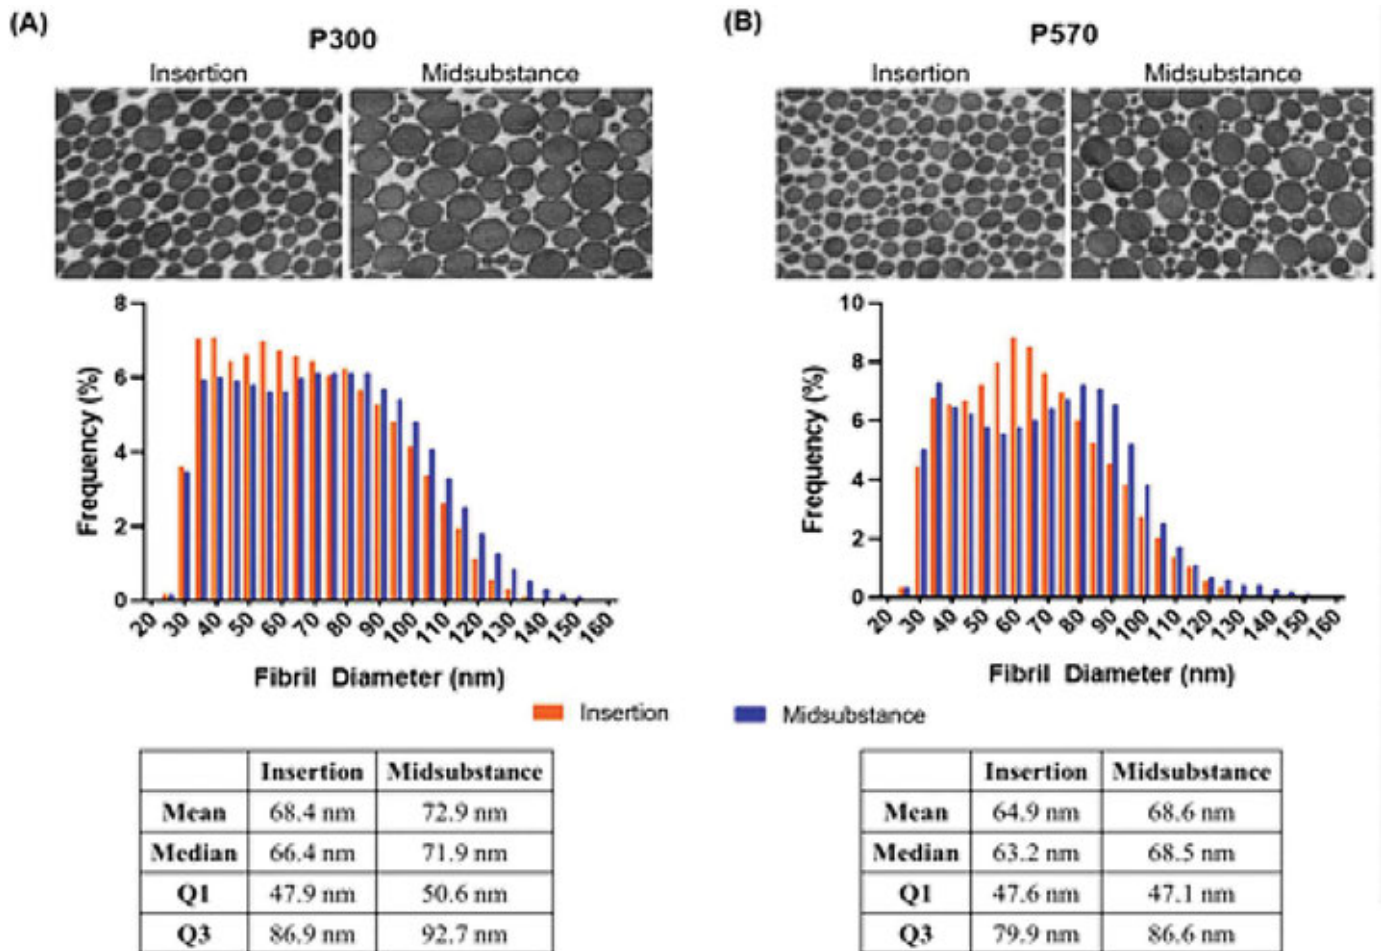 (A)
P300
Insertion Midsubstance
8
6
4
2
0
Frequency (%)
20 30 40 50 60 70 80 90 100 110 120 130 140 150 160
Fibril Diameter (nm)
(B)
P570
Insertion Midsubstance
10
8
6
4
2
0
Frequency (%)
20 30 40 50 60 70 80 90 100 110 120 130 140 150 160
Fibril Diameter (nm)
Insertion Midsubstance
Insertion Midsubstance
Mean 68.4 nm 72.9 nm
Median 66.4 nm 71.9 nm
Q1 47.9 nm 50.6 nm
Q3 86.9 nm 92.7 nm
Insertion Midsubstance
Mean 64.9 nm 68.6 nm
Median 63.2 nm 68.5 nm
Q1 47.6 nm 47.1 nm
Q3 79.9 nm 86.6 nm